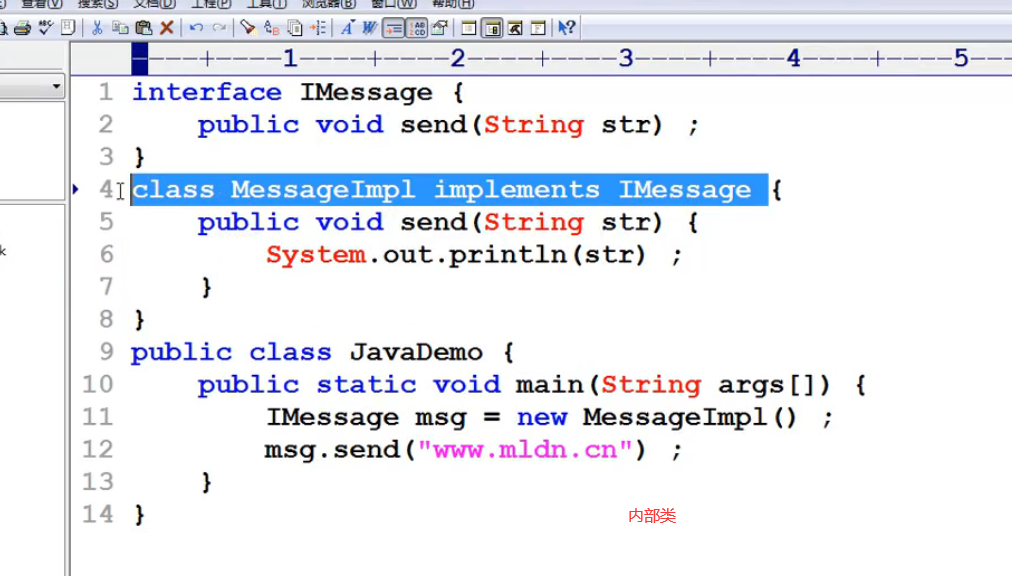 查看(V) 搜索(S) 文档(D) 工程(P) 工具(T) 浏览器(B) 窗口(W) 帮助(H)
----+----1----+----2----+----3----+----4----+----5----
1 interface IMessage {
2 public void send(String str) ;
3 }
4 class MessageImpl implements IMessage {
5 public void send(String str) {
6 System.out.println(str) ;
7 }
8 }
9 public class JavaDemo {
10 public static void main(String args[]) {
11 IMessage msg = new MessageImpl() ;
12 msg.send("www.mldn.cn") ;
13 }
14 }
内部类